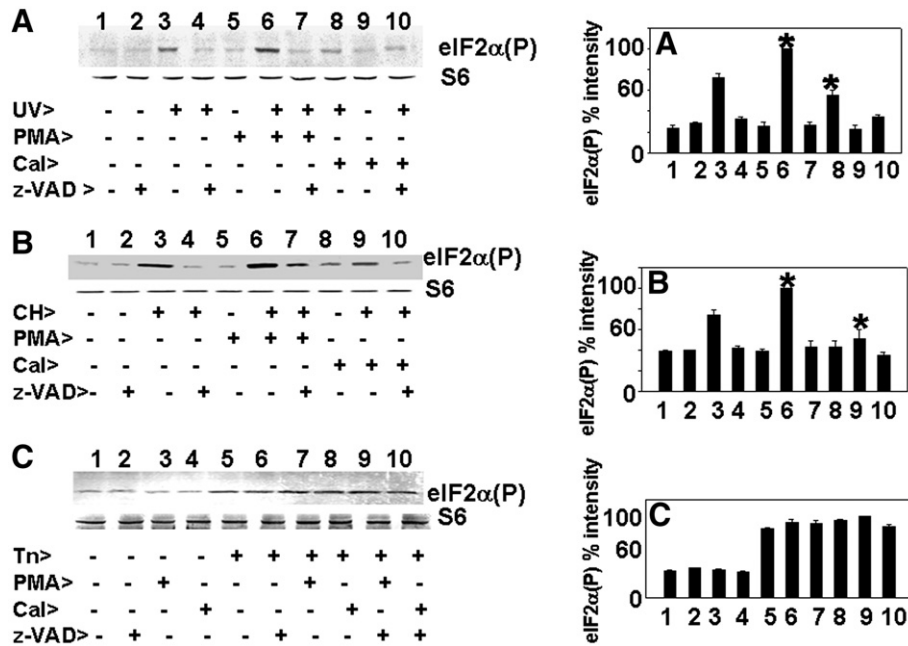 A
1 2 3 4 5 6 7 8 9 10
eIF2α(P)
S6
UV> - - + + - + + + - +
PMA> - - - - + + + - - -
Cal> - - - - - - - + + +
z-VAD > - + - + - - + - - +
A
eIF2α(P) % intensity
100
60
0
* *
1 2 3 4 5 6 7 8 9 10
B
1 2 3 4 5 6 7 8 9 10
eIF2α(P)
S6
CH> - - + + - + + - + +
PMA> - - - - + + + - - -
Cal> - - - - - - - + + +
z-VAD>- + - + - - + - - +
B
eIF2α(P) % intensity
100
60
0
* *
1 2 3 4 5 6 7 8 9 10
C
1 2 3 4 5 6 7 8 9 10
eIF2α(P)
S6
Tn> - - - - + + + + + +
PMA> - - + - - - + - + -
Cal> - - - + - - - + - +
z-VAD> - + - - - + - - + +
C
eIF2α(P) % intensity
100
60
0
1 2 3 4 5 6 7 8 9 10